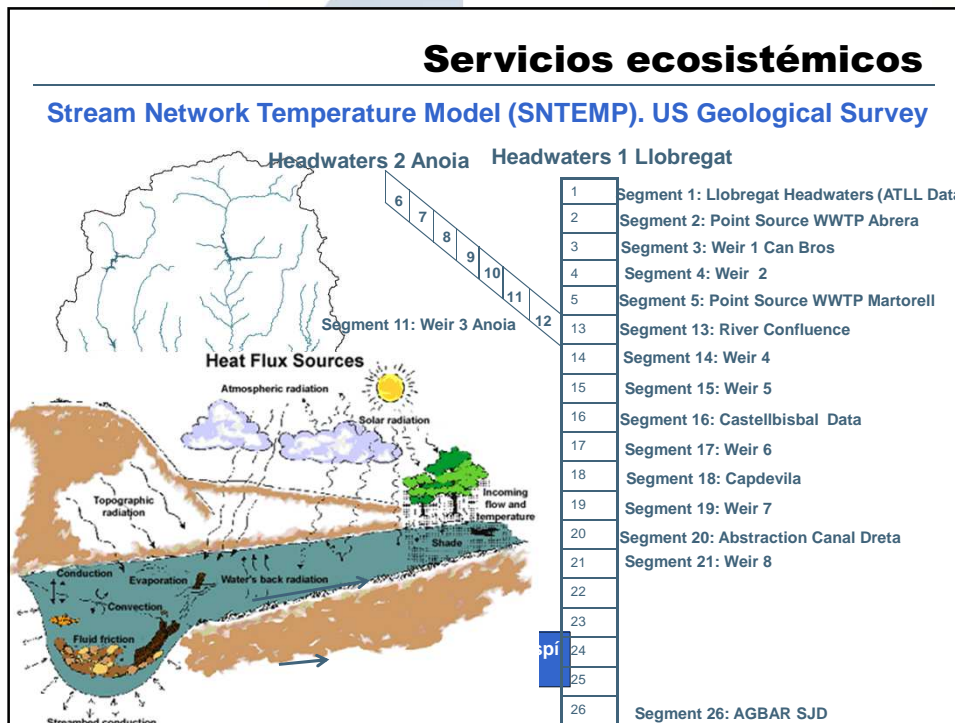 Servicios ecosistémicos
Stream Network Temperature Model (SNTEMP). US Geological Survey
Headwaters 2 Anoia
Headwaters 1 Llobregat
6
7
8
9
10
11
12
Segment 11: Weir 3 Anoia
1
Segment 1: Llobregat Headwaters (ATLL Data
2
Segment 2: Point Source WWTP Abrera
3
Segment 3: Weir 1 Can Bros
4
Segment 4: Weir 2
5
Segment 5: Point Source WWTP Martorell
13
Segment 13: River Confluence
14
Segment 14: Weir 4
15
Segment 15: Weir 5
16
Segment 16: Castellbisbal Data
17
Segment 17: Weir 6
18
Segment 18: Capdevila
19
Segment 19: Weir 7
20
Segment 20: Abstraction Canal Dreta
21
Segment 21: Weir 8
22
23
24
25
26
Segment 26: AGBAR SJD
spí
Heat Flux Sources
Atmospheric radiation
Solar radiation
Topographic
radiation
Incoming
flow and
temperature
Shade
Conduction
Evaporation
Water's back radiation
Convection
Fluid friction
Streambed conduction